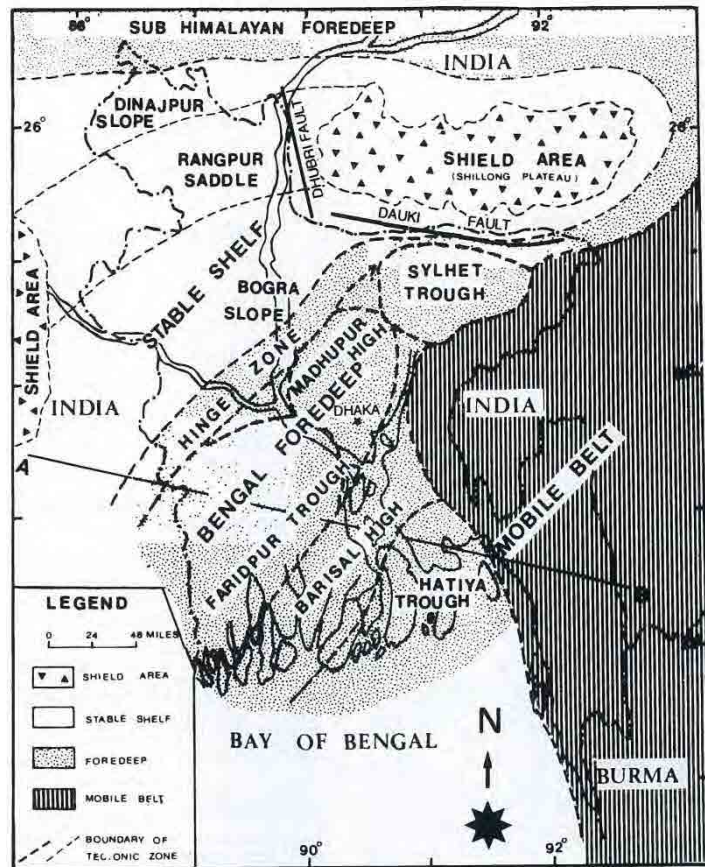 88°
92°
SUB HIMALAYAN FOREDEEP
INDIA
DINAJPUR
SLOPE
26°
26°
RANGPUR
SADDLE
DHUBRI FAULT
SHIELD AREA
(SHILLONG PLATEAU)
DAUKI FAULT
STABLE SHELF
SYLHET
TROUGH
BOGRA
SLOPE
SHIELD AREA
HINGE ZONE
MADHUPUR
HIGH
INDIA
INDIA
DHAKA
BENGAL FOREDEEP
A
MOBILE BELT
FARIDPUR TROUGH
BARISAL HIGH
HATIYA
TROUGH
B
LEGEND
0 24 48 MILES
SHIELD AREA
STABLE SHELF
FOREDEEP
MOBILE BELT
BOUNDARY OF
TECTONIC ZONE
BAY OF BENGAL
N
BURMA
90°
92°